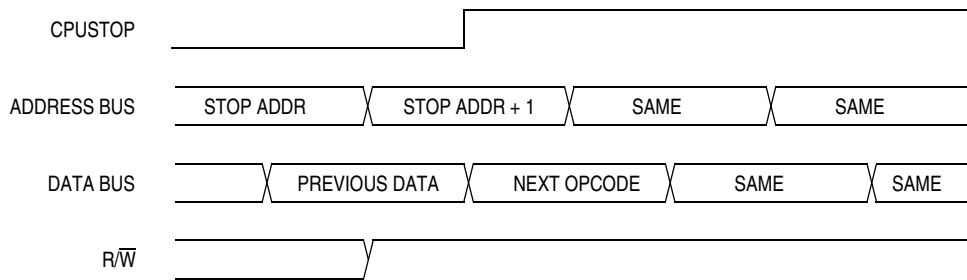 CPUSTOP
ADDRESS BUS STOP ADDR STOP ADDR + 1 SAME SAME
DATA BUS PREVIOUS DATA NEXT OPCODE SAME SAME
R/W̅